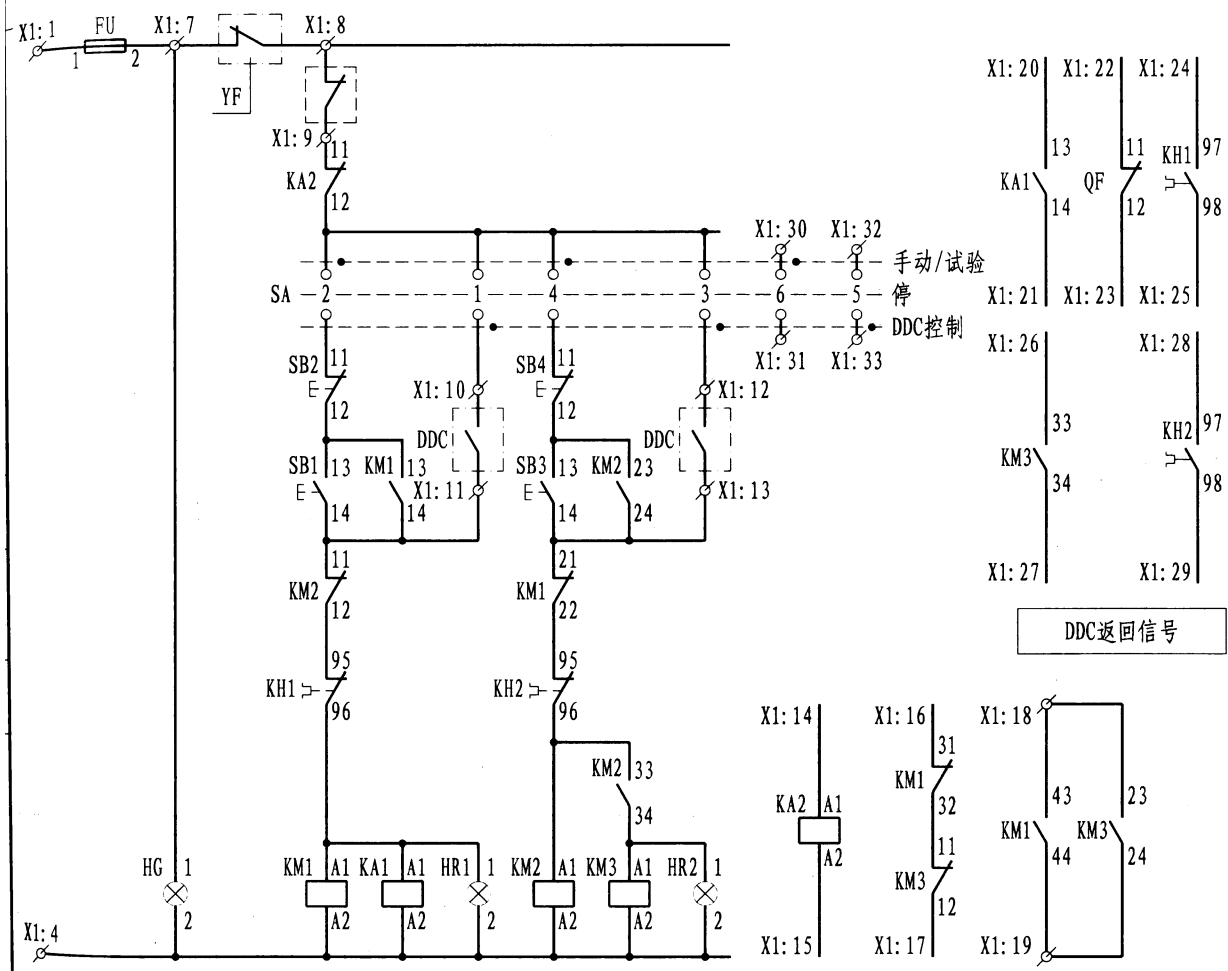 X1:1 FU X1:7 X1:8
1 2
YF
X1:9
11
KA2
12
X1:30 X1:32
手动/试验
SA 2 1 4 3 6 5 停
DDC控制
X1:31 X1:33
SB2 11
12
X1:10
SB4 11
12
X1:12
DDC
DDC
SB1 13 KM1 13
14 14
X1:11
SB3 13 KM2 23
14 24
X1:13
11
KM2
12
21
KM1
22
95
KH1
96
95
KH2
96
KM2 33
34
HG 1
2
KM1 A1
A2
KA1 A1
A2
HR1 1
2
KM2 A1
A2
KM3 A1
A2
HR2 1
2
X1:4
X1:20 X1:22 X1:24
13
KA1
14
11
QF
12
97
KH1
98
X1:21 X1:23 X1:25
X1:26 X1:28
33
KM3
34
97
KH2
98
X1:27 X1:29
DDC返回信号
X1:14 X1:16 X1:18
KA2 A1
A2
31
KM1
32
11
KM3
12
43
KM1
44
23
KM3
24
X1:15 X1:17 X1:19